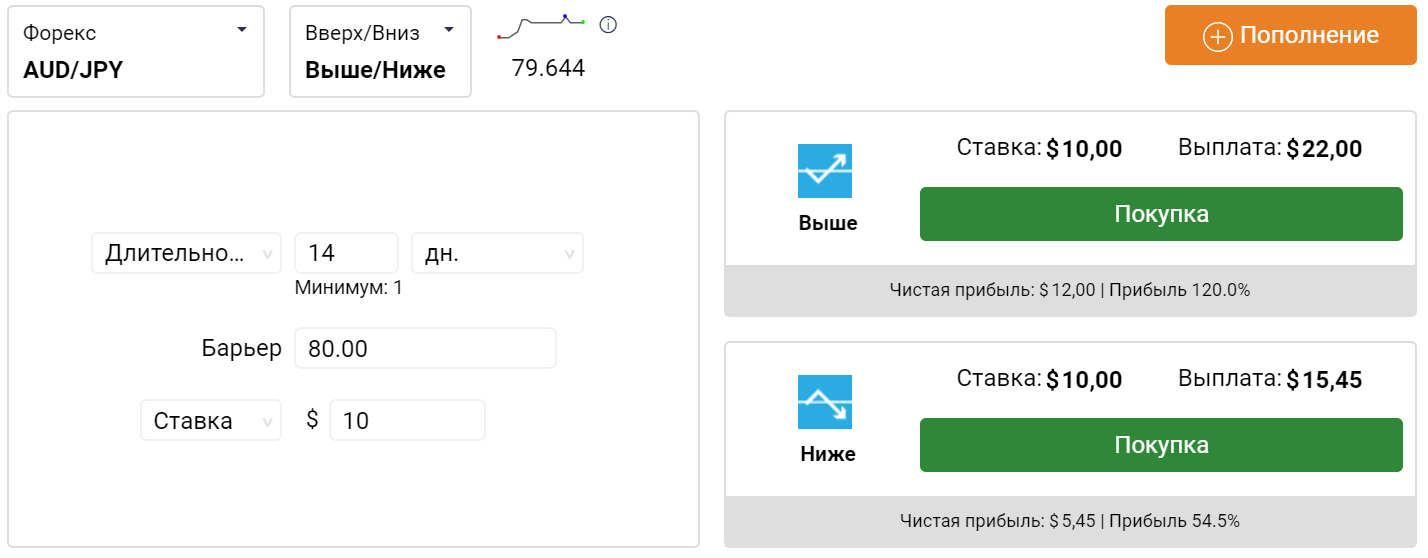 Форекс
AUD/JPY
Вверх/Вниз
Выше/Ниже
79.644
Пополнение
Длительно...
14
дн.
Минимум: 1
Барьер
80.00
Ставка
$
10
Ставка: $10,00
Выплата: $22,00
Выше
Покупка
Чистая прибыль: $12,00 | Прибыль 120.0%
Ставка: $10,00
Выплата: $15,45
Ниже
Покупка
Чистая прибыль: $5,45 | Прибыль 54.5%